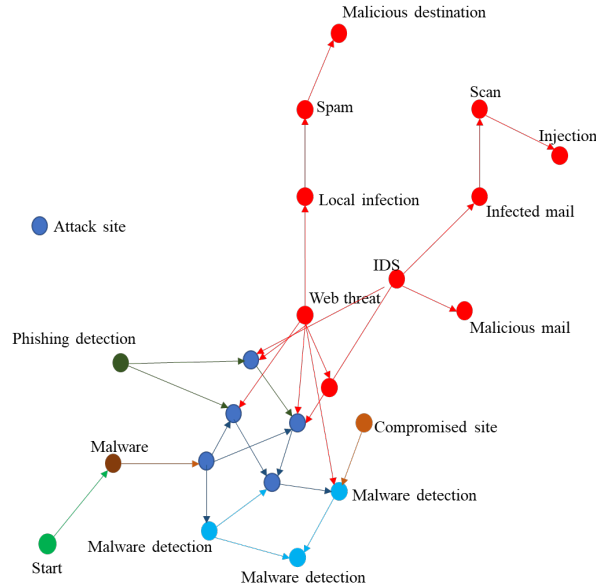 Malicious destination
Scan
Spam
Injection
Local infection
Infected mail
Attack site
IDS
Web threat
Malicious mail
Phishing detection
Compromised site
Malware
Malware detection
Malware detection
Start
Malware detection